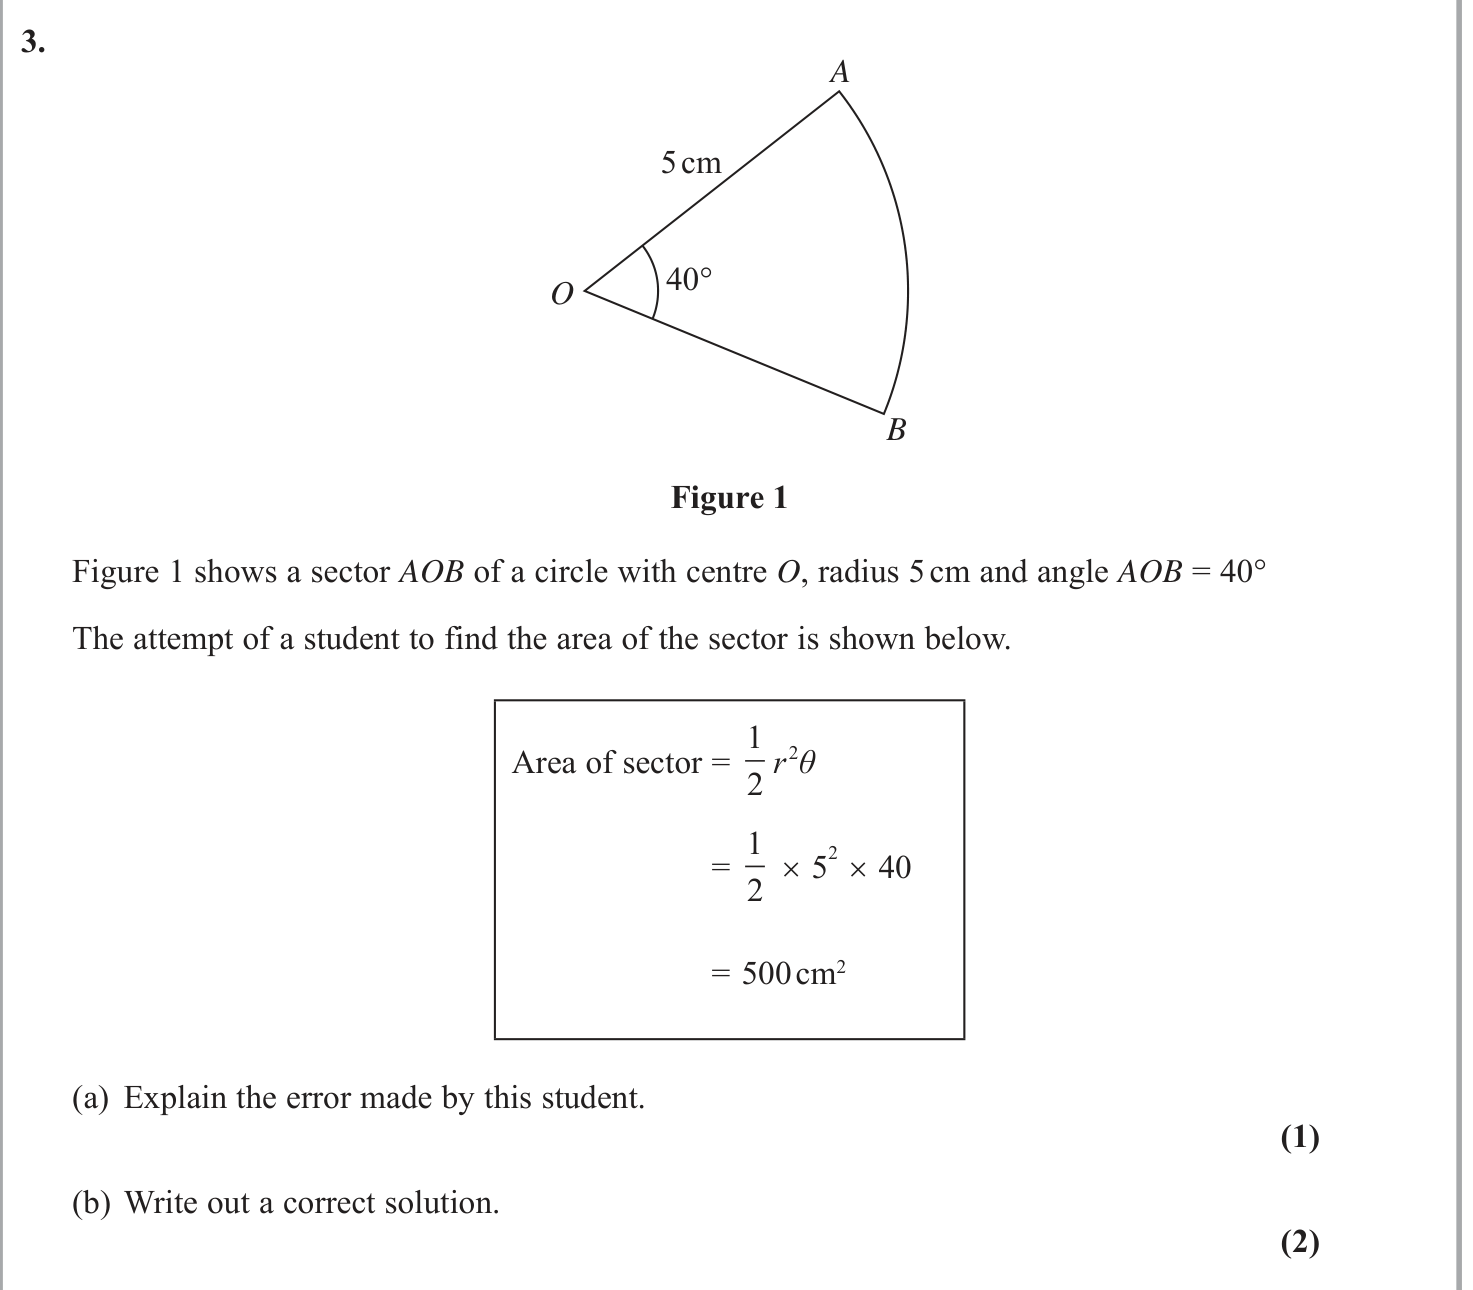 3.
A
5 cm
40°
O
B
Figure 1
Figure 1 shows a sector AOB of a circle with centre O, radius 5 cm and angle AOB = 40°
The attempt of a student to find the area of the sector is shown below.
Area of sector = 1/2 r²θ
= 1/2 × 5² × 40
= 500 cm²
(a) Explain the error made by this student.
(1)
(b) Write out a correct solution.
(2)